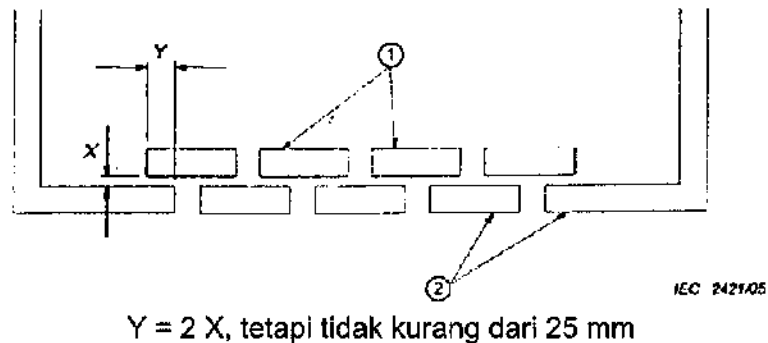 Y
1
X
2
IEC 2421/05
Y = 2 X, tetapi tidak kurang dari 25 mm